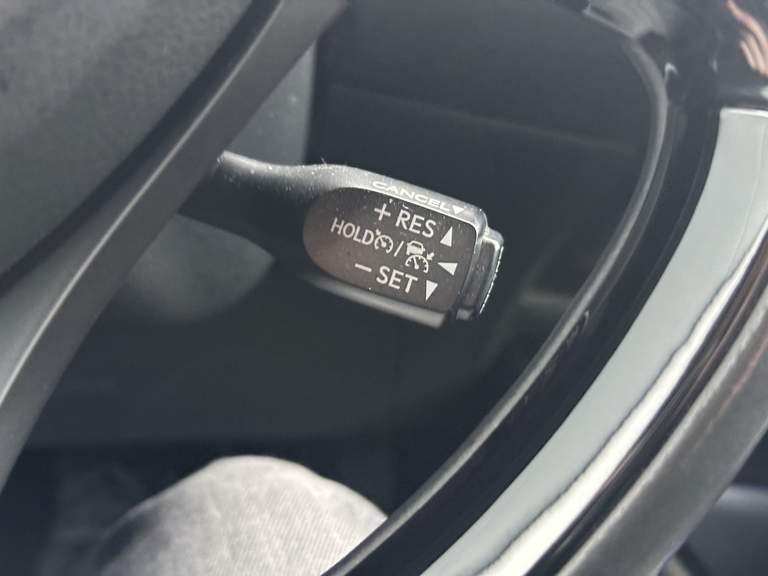 CANCEL▼
+ RES ▲
HOLD / ◀
− SET ▼